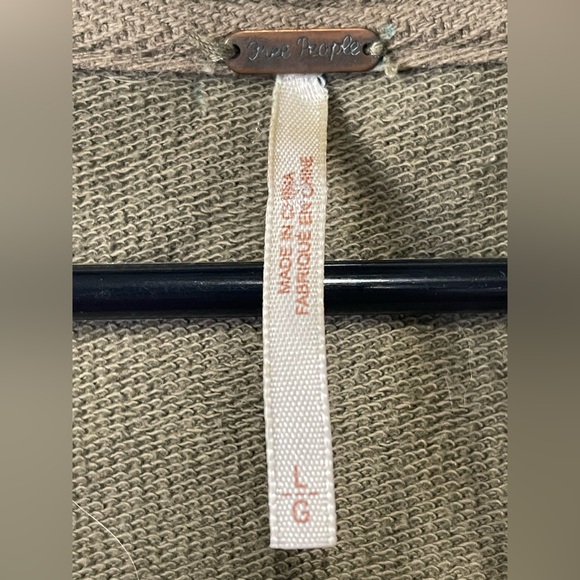 Free People
MADE IN CHINA
FABRIQUE EN CHINE
L
G